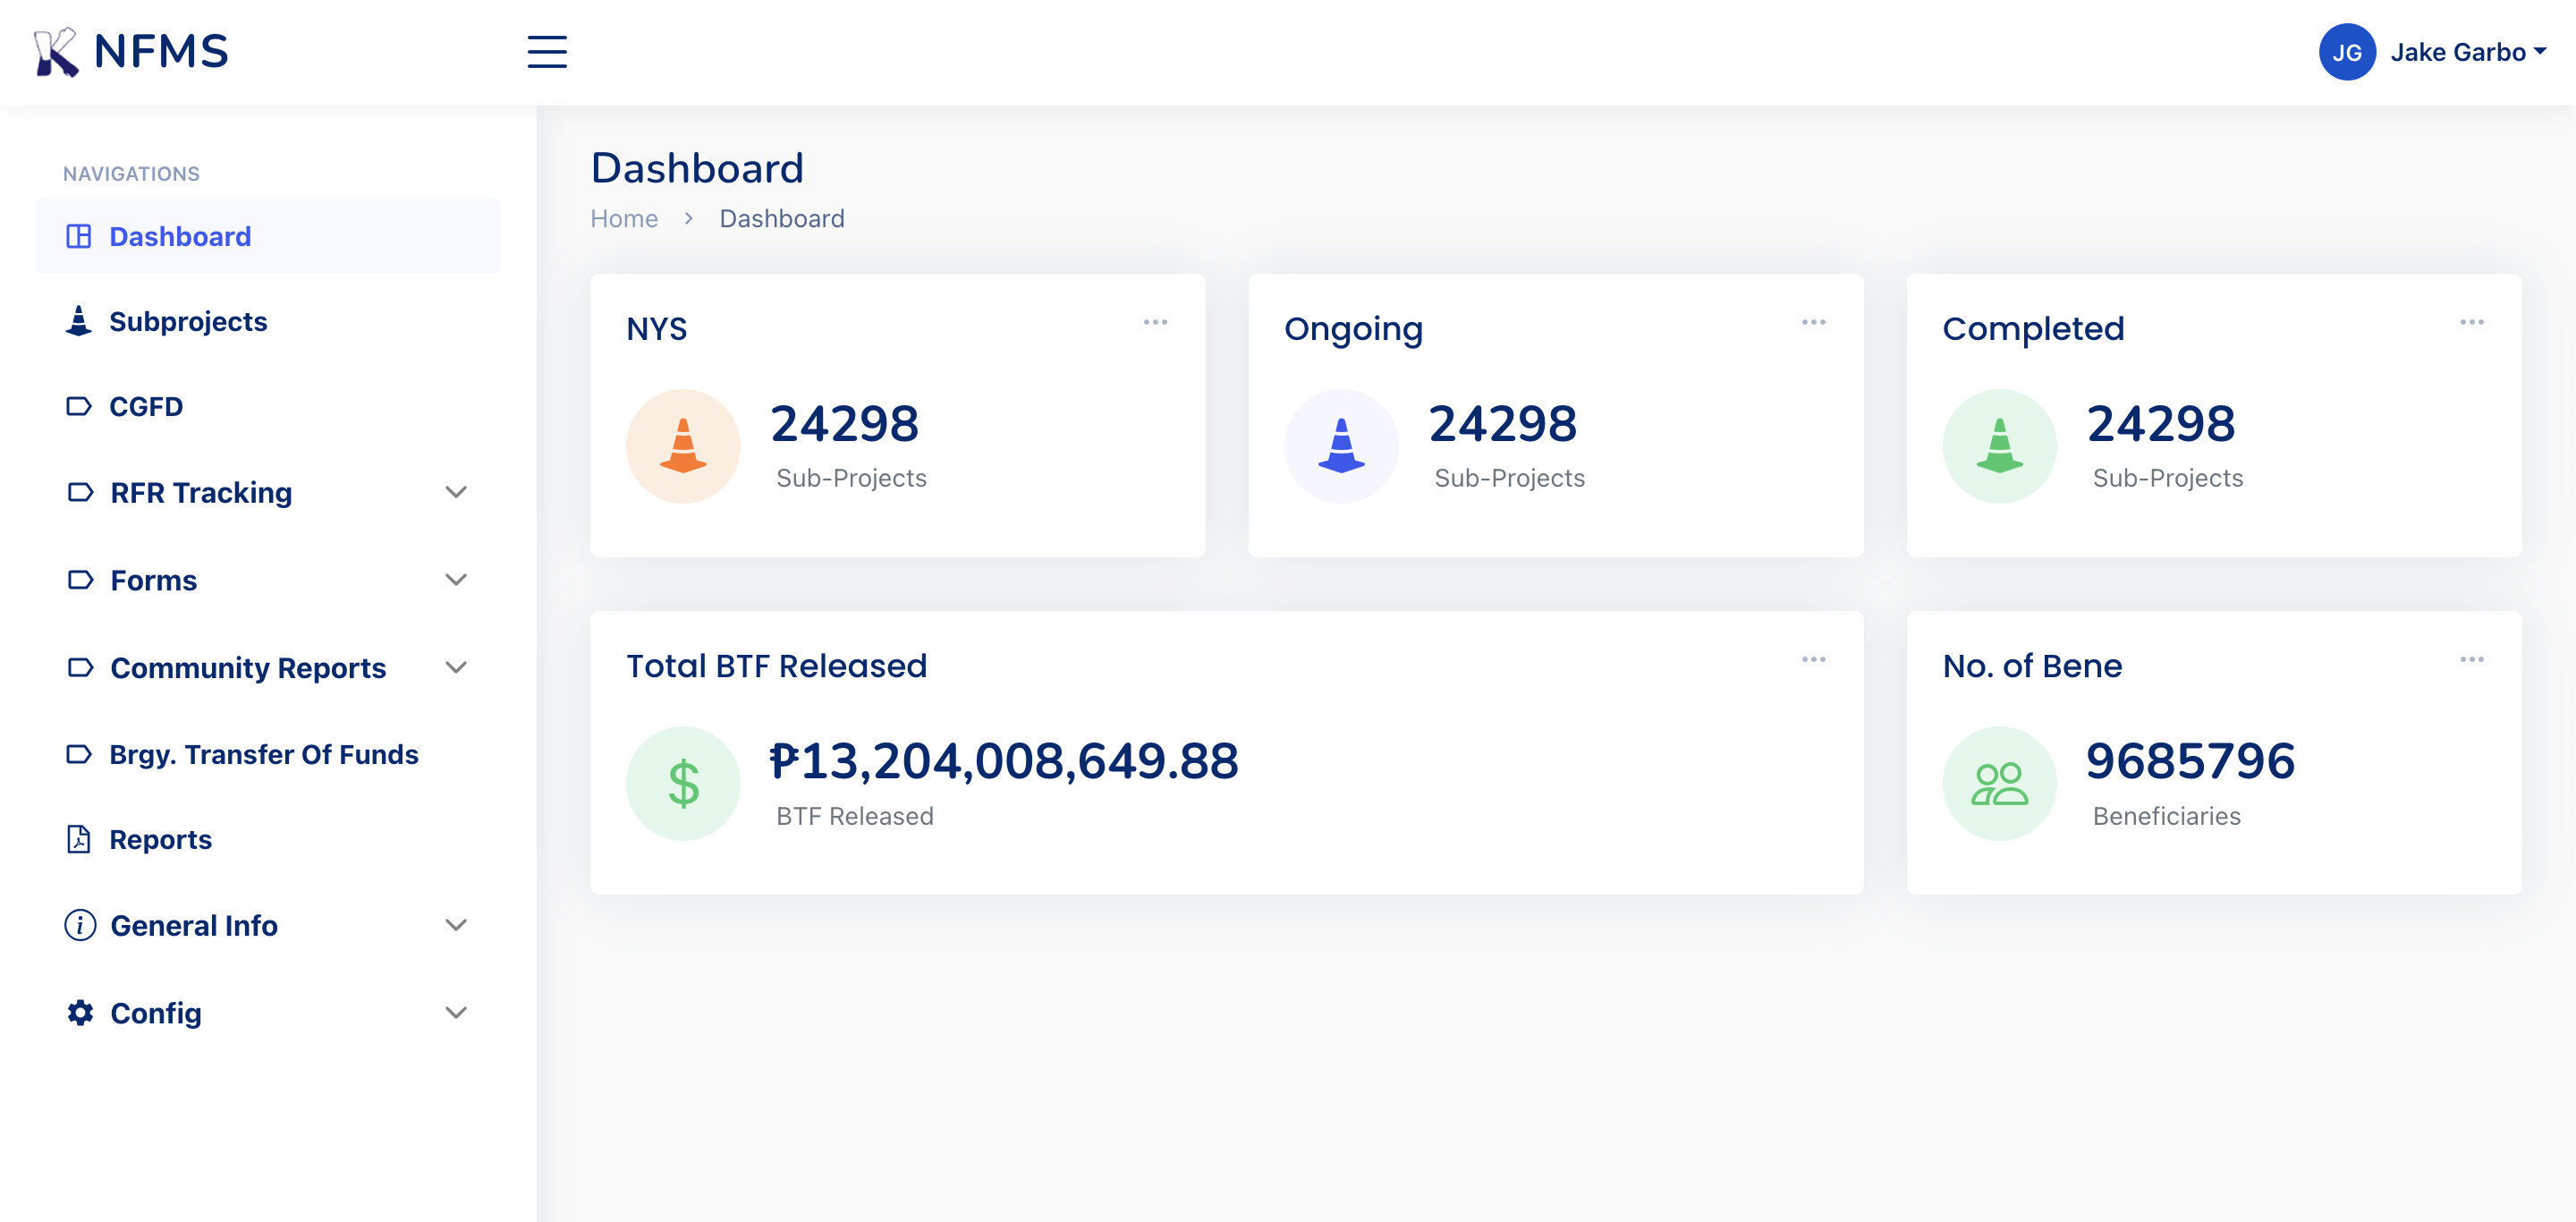 NFMS
JG Jake Garbo
NAVIGATIONS
Dashboard
Subprojects
CGFD
RFR Tracking
Forms
Community Reports
Brgy. Transfer Of Funds
Reports
General Info
Config
Dashboard
Home > Dashboard
NYS
24298
Sub-Projects
Ongoing
24298
Sub-Projects
Completed
24298
Sub-Projects
Total BTF Released
₱13,204,008,649.88
BTF Released
No. of Bene
9685796
Beneficiaries